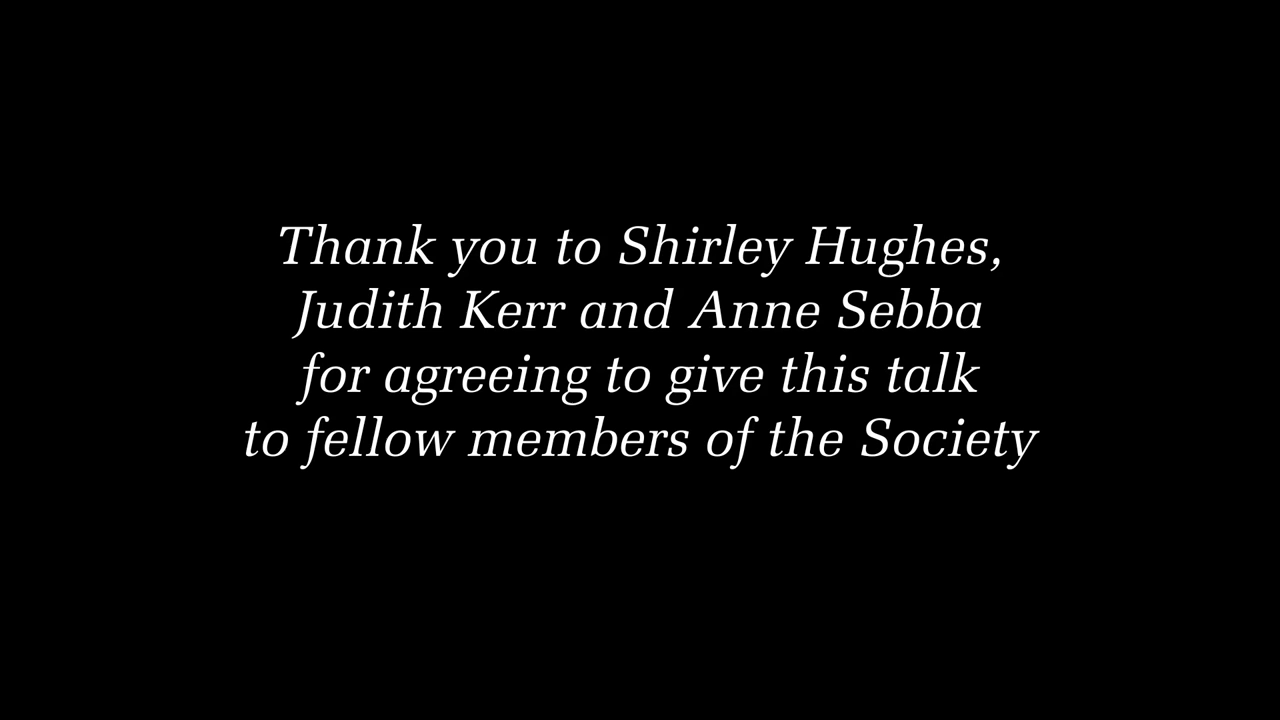 Thank you to Shirley Hughes,
Judith Kerr and Anne Sebba
for agreeing to give this talk
to fellow members of the Society